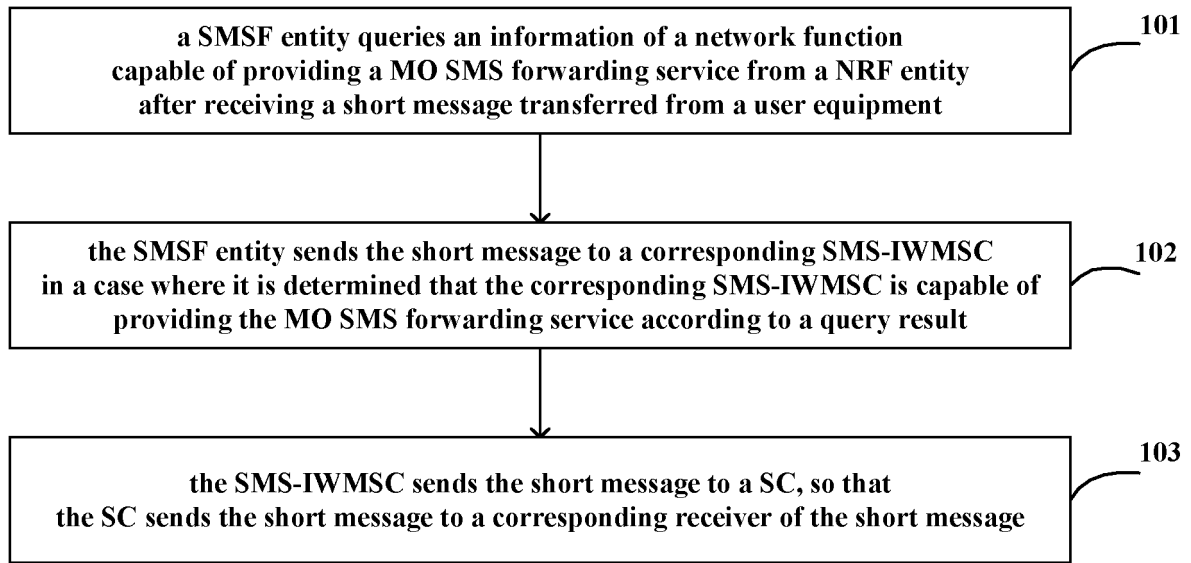 a SMSF entity queries an information of a network function
capable of providing a MO SMS forwarding service from a NRF entity
after receiving a short message transferred from a user equipment
101
the SMSF entity sends the short message to a corresponding SMS-IWMSC
in a case where it is determined that the corresponding SMS-IWMSC is capable of
providing the MO SMS forwarding service according to a query result
102
the SMS-IWMSC sends the short message to a SC, so that
the SC sends the short message to a corresponding receiver of the short message
103